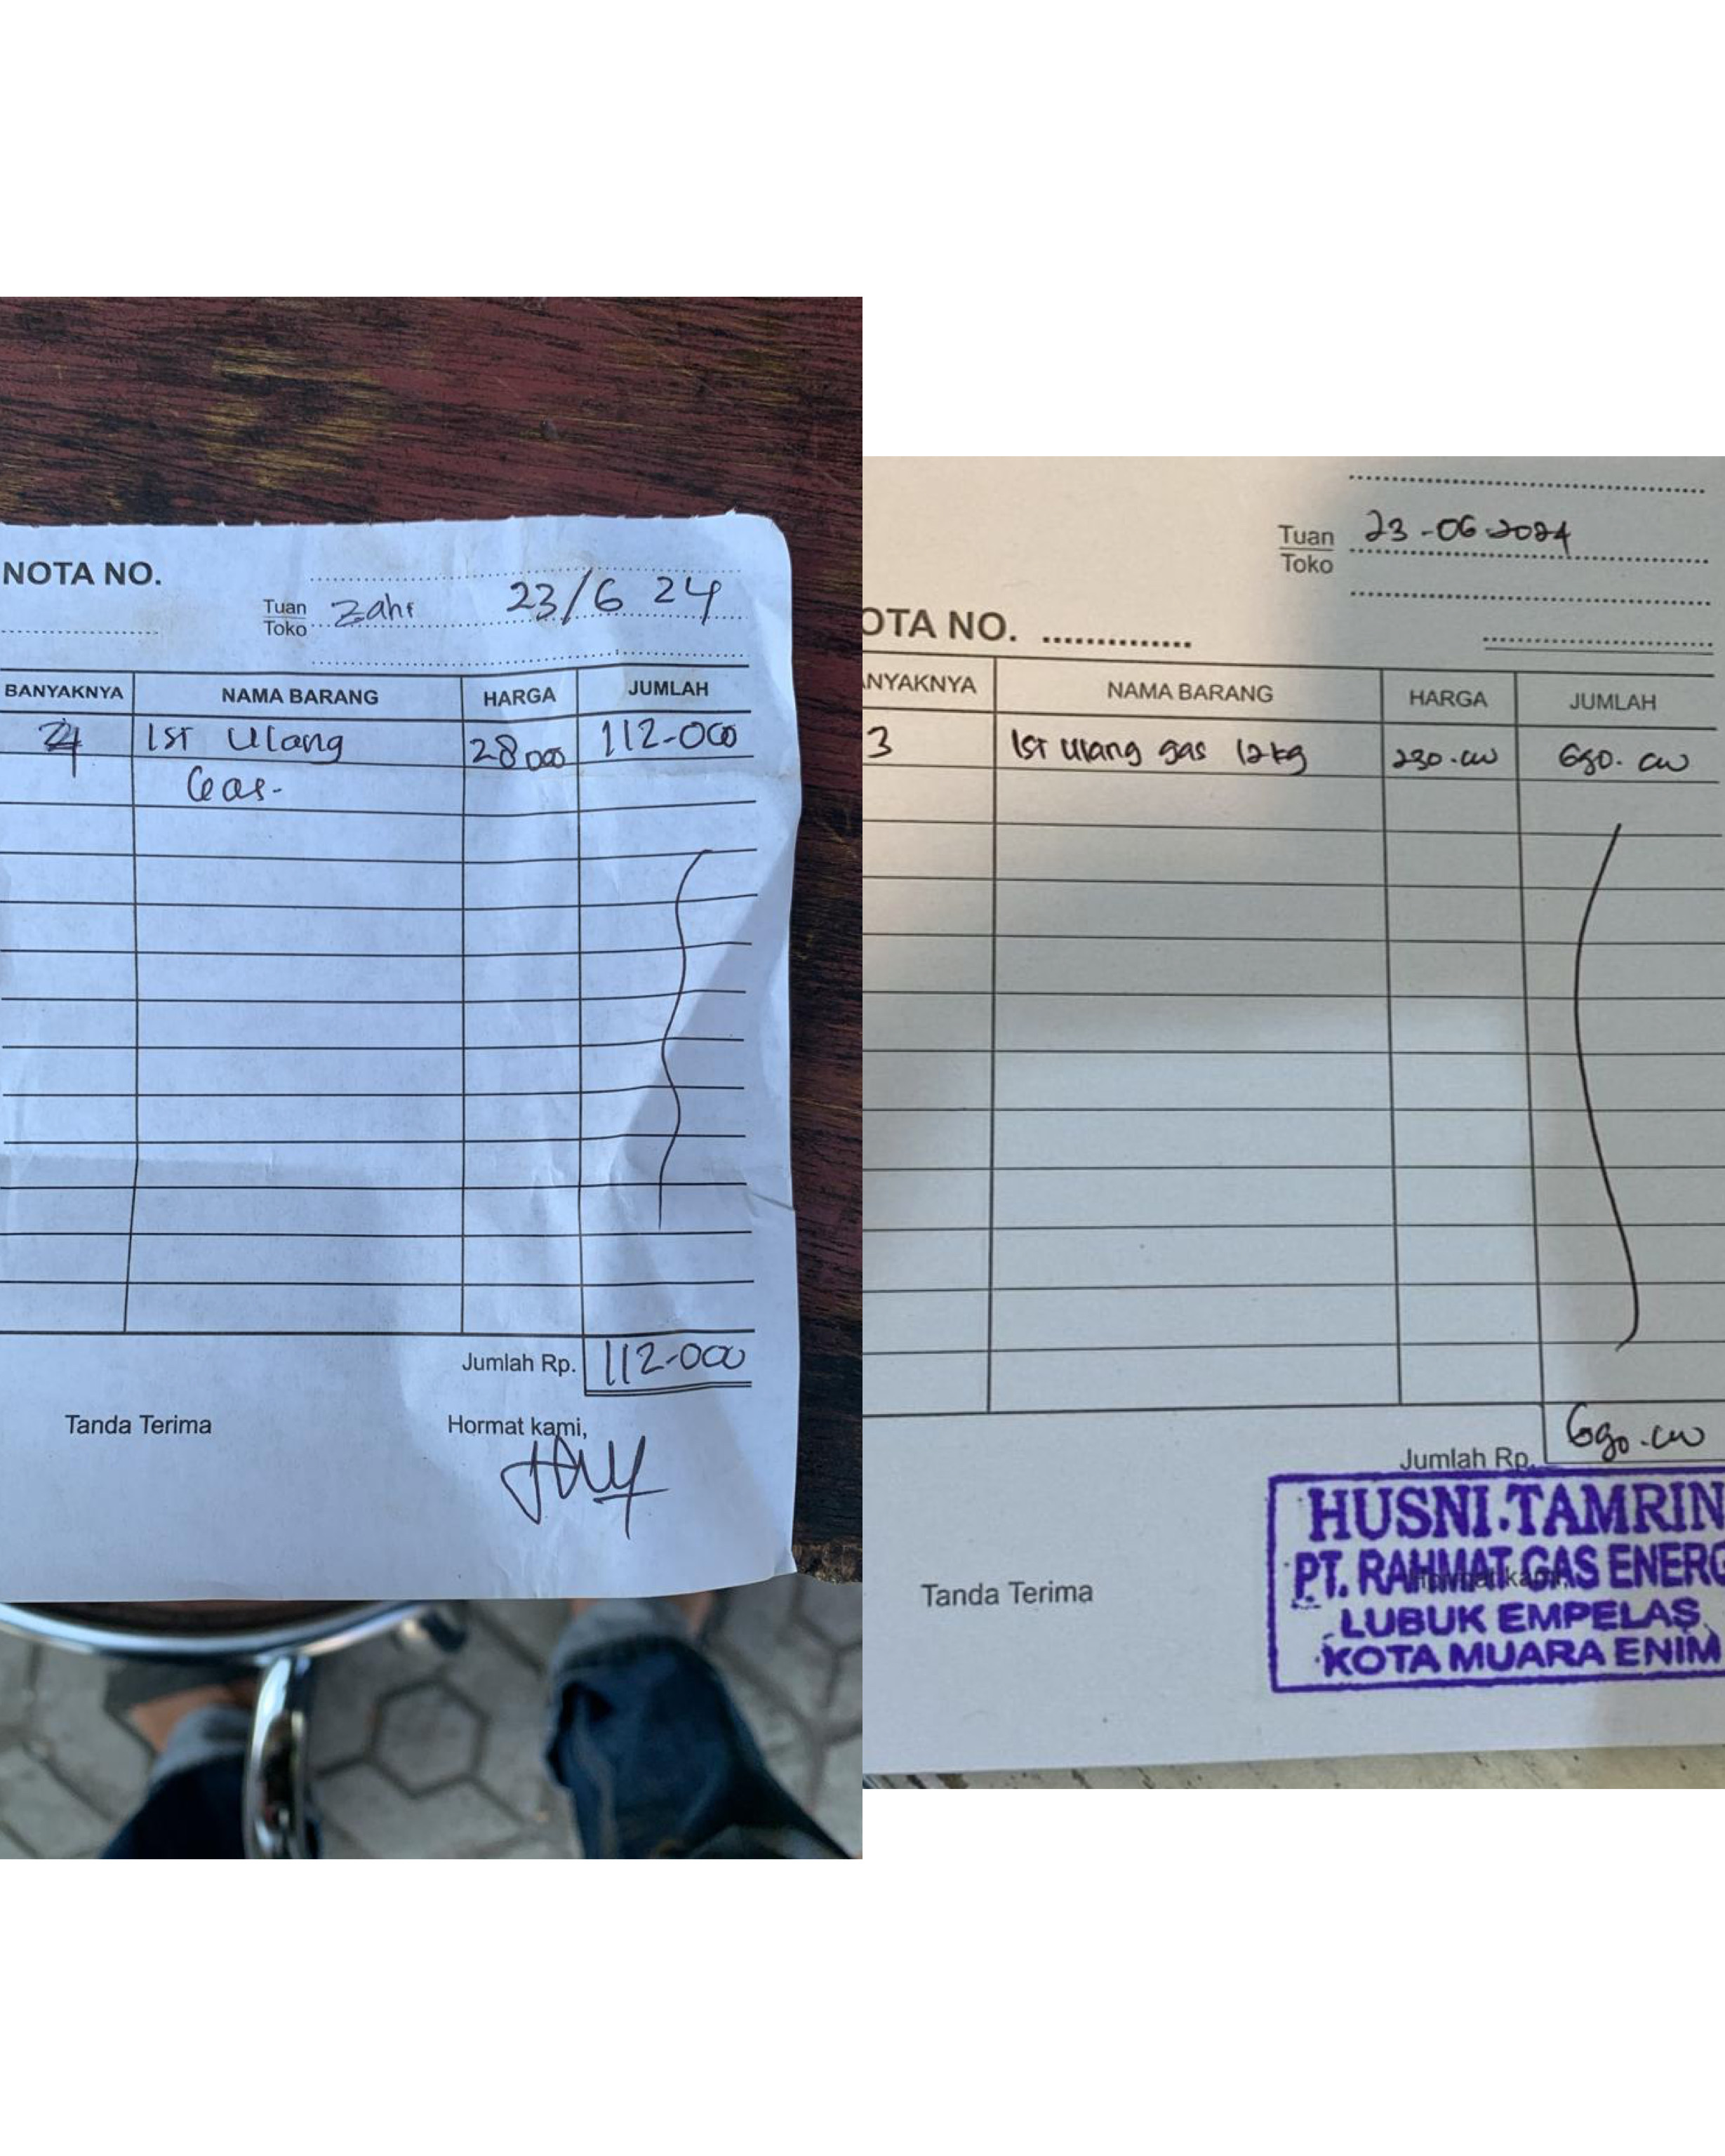 NOTA NO.
Tuan Toko Zahr 23/6 24
BANYAKNYA NAMA BARANG HARGA JUMLAH
4 Isi Ulang 28000 112-000
Gas-
Jumlah Rp. 112-000
Tanda Terima Hormat kami,
Tuan Toko 23-06-2024
OTA NO.
NYAKNYA NAMA BARANG HARGA JUMLAH
3 Isi ulang gas 12kg 230.000 690.000
Jumlah Rp. 690.000
HUSNI.TAMRIN
PT. RAHMAT GAS ENERG
Tanda Terima
LUBUK EMPELAS
KOTA MUARA ENIM